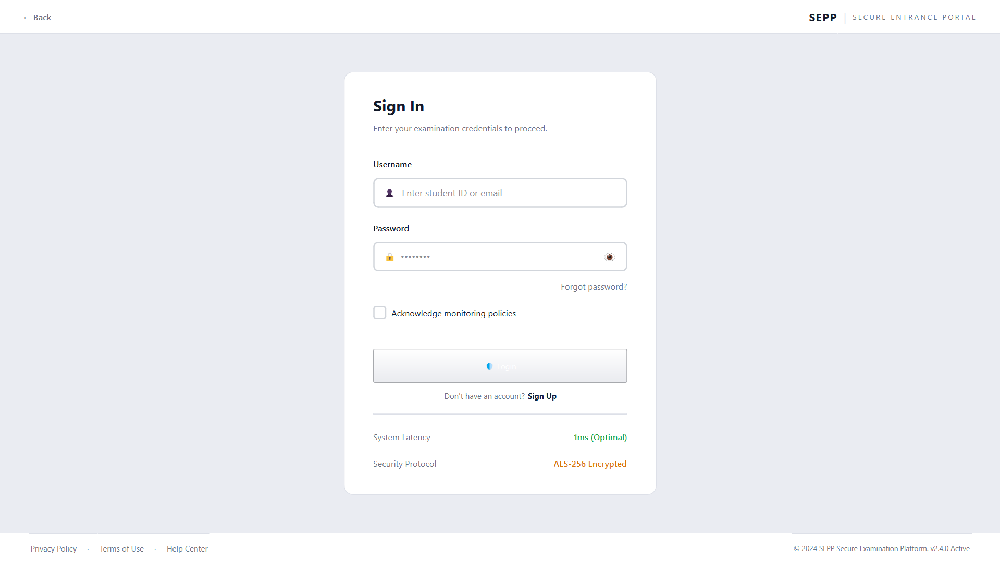 ← Back
SEPP | SECURE ENTRANCE PORTAL
Sign In
Enter your examination credentials to proceed.
Username
Enter student ID or email
Password
••••••••
Forgot password?
Acknowledge monitoring policies
Login
Don't have an account? Sign Up
System Latency 1ms (Optimal)
Security Protocol AES-256 Encrypted
Privacy Policy · Terms of Use · Help Center
© 2024 SEPP Secure Examination Platform. v2.4.0 Active